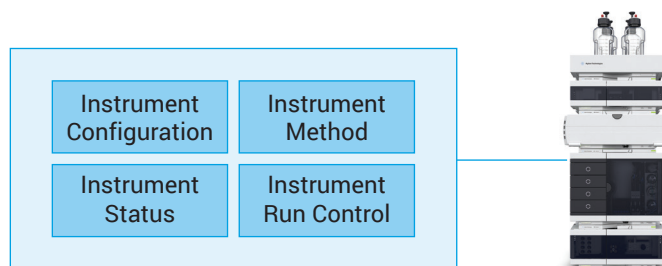 Instrument
Configuration
Instrument
Method
Instrument
Status
Instrument
Run Control